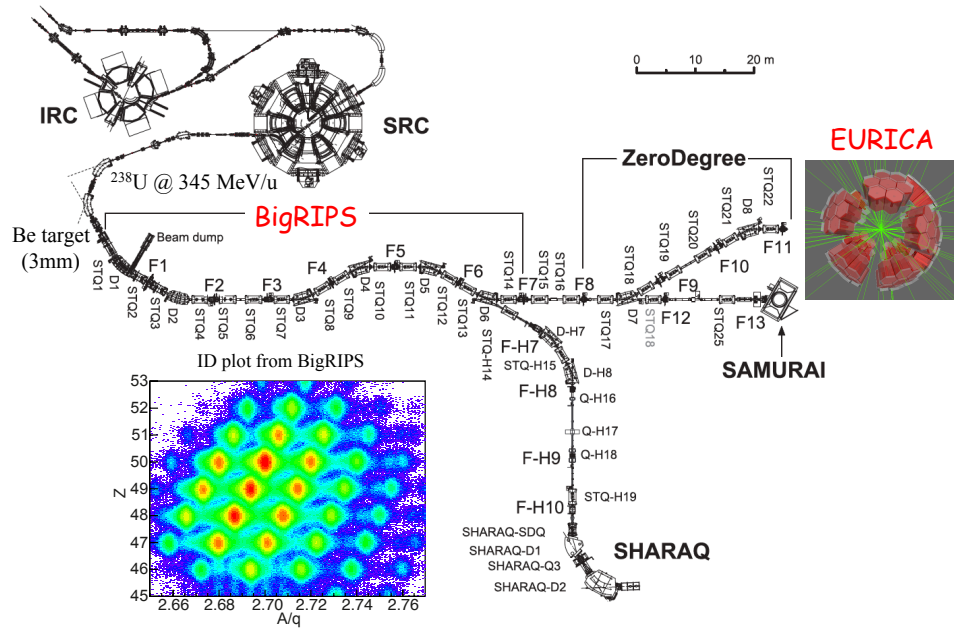 IRC
SRC
0 10 20 m
EURICA
ZeroDegree
²³⁸U @ 345 MeV/u
BigRIPS
Be target
(3mm)
Beam dump
STQ1
D1
STQ2
F1
STQ3
D2
STQ4
F2
STQ5
STQ6
F3
STQ7
D3
F4
STQ8
STQ9
D4
STQ10
F5
STQ11
D5
STQ12
F6
STQ13
D6
STQ-H14
STQ14
F7
STQ15
STQ16
F8
STQ17
STQ18
D7
STQ18
STQ19
F9
F12
STQ20
STQ21
F10
D8
STQ22
F11
STQ25
F13
SAMURAI
F-H7
D-H7
STQ-H15
F-H8
D-H8
Q-H16
Q-H17
F-H9
Q-H18
STQ-H19
F-H10
SHARAQ-SDQ
SHARAQ-D1
SHARAQ-Q3
SHARAQ-D2
SHARAQ
ID plot from BigRIPS
Z
53
52
51
50
49
48
47
46
45
2.66 2.68 2.70 2.72 2.74 2.76
A/q